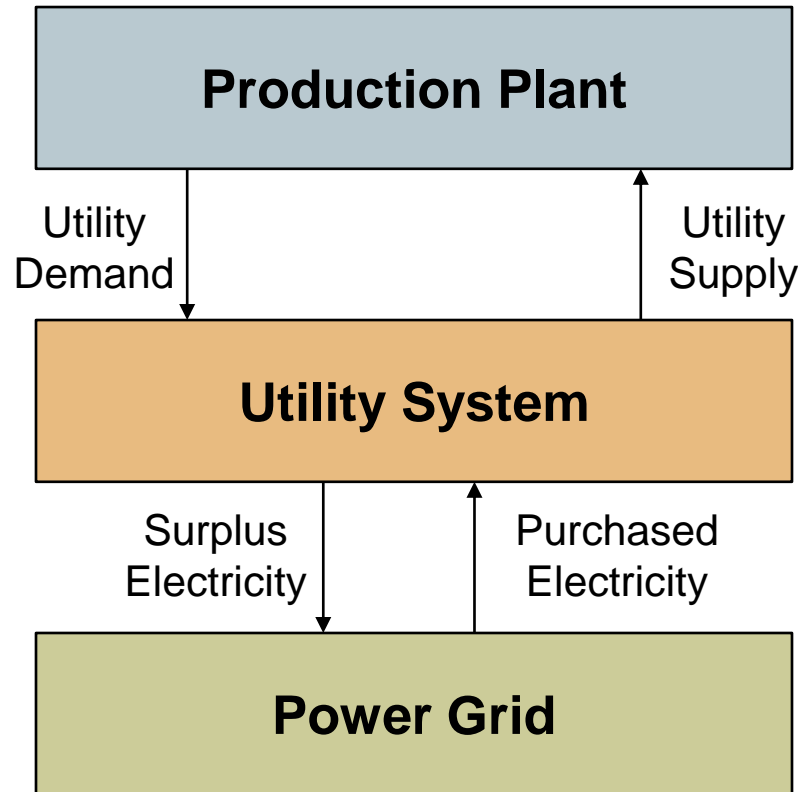 Production Plant
Utility
Demand
Utility
Supply
Utility System
Surplus
Electricity
Purchased
Electricity
Power Grid